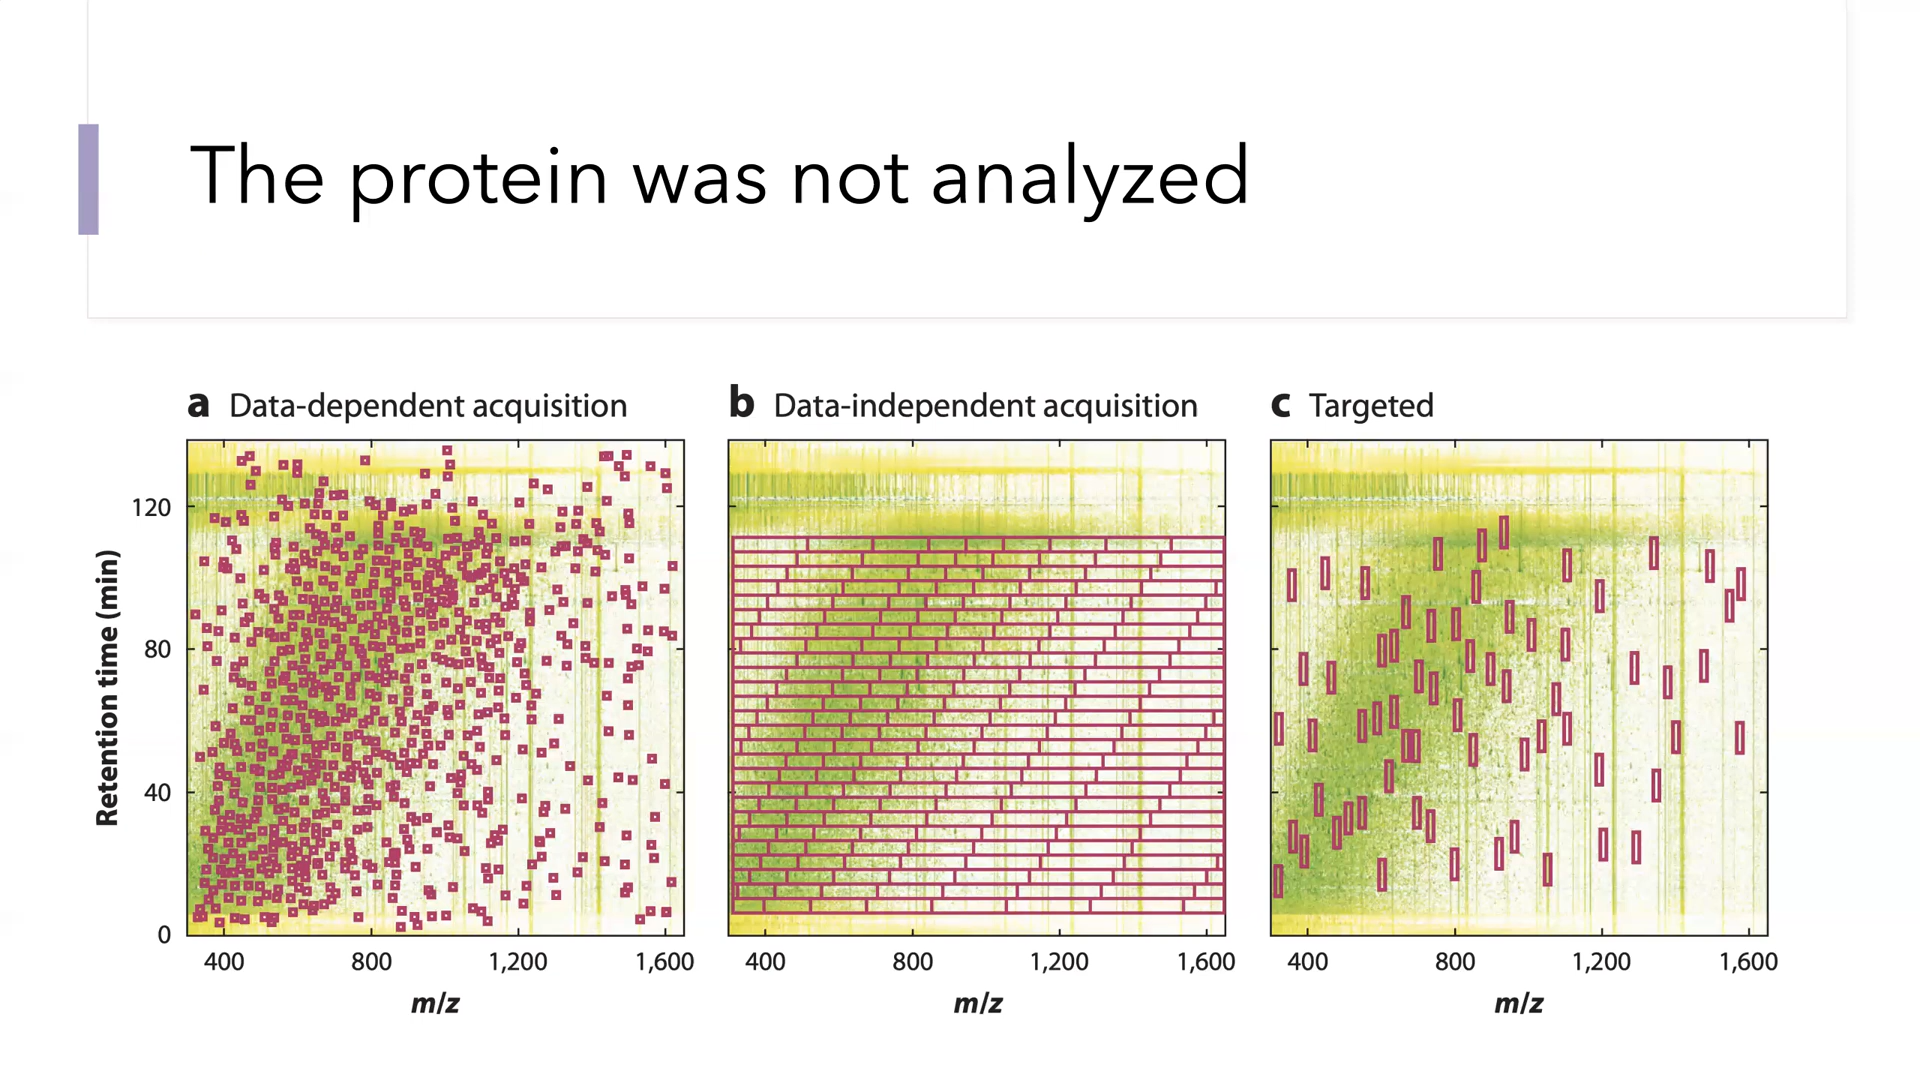 The protein was not analyzed
a Data-dependent acquisition
b Data-independent acquisition
c Targeted
Retention time (min)
120
80
40
0
400 800 1,200 1,600
400 800 1,200 1,600
400 800 1,200 1,600
m/z
m/z
m/z